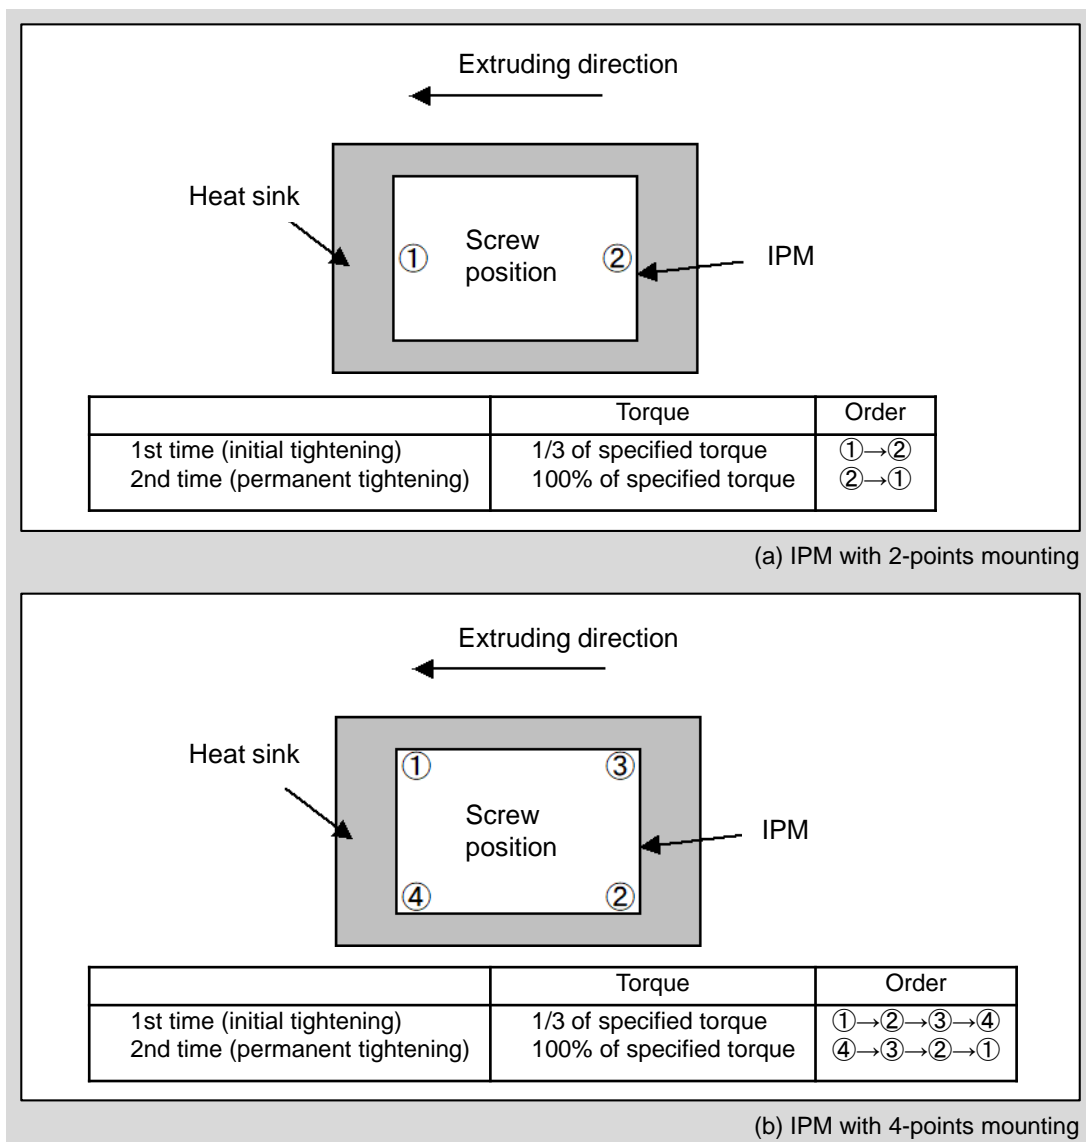 Extruding direction
Heat sink
① Screw position ②
IPM
Torque Order
1st time (initial tightening) 1/3 of specified torque ①→②
2nd time (permanent tightening) 100% of specified torque ②→①
(a) IPM with 2-points mounting
Extruding direction
Heat sink
① ③
Screw
position
IPM
④ ②
Torque Order
1st time (initial tightening) 1/3 of specified torque ①→②→③→④
2nd time (permanent tightening) 100% of specified torque ④→③→②→①
(b) IPM with 4-points mounting